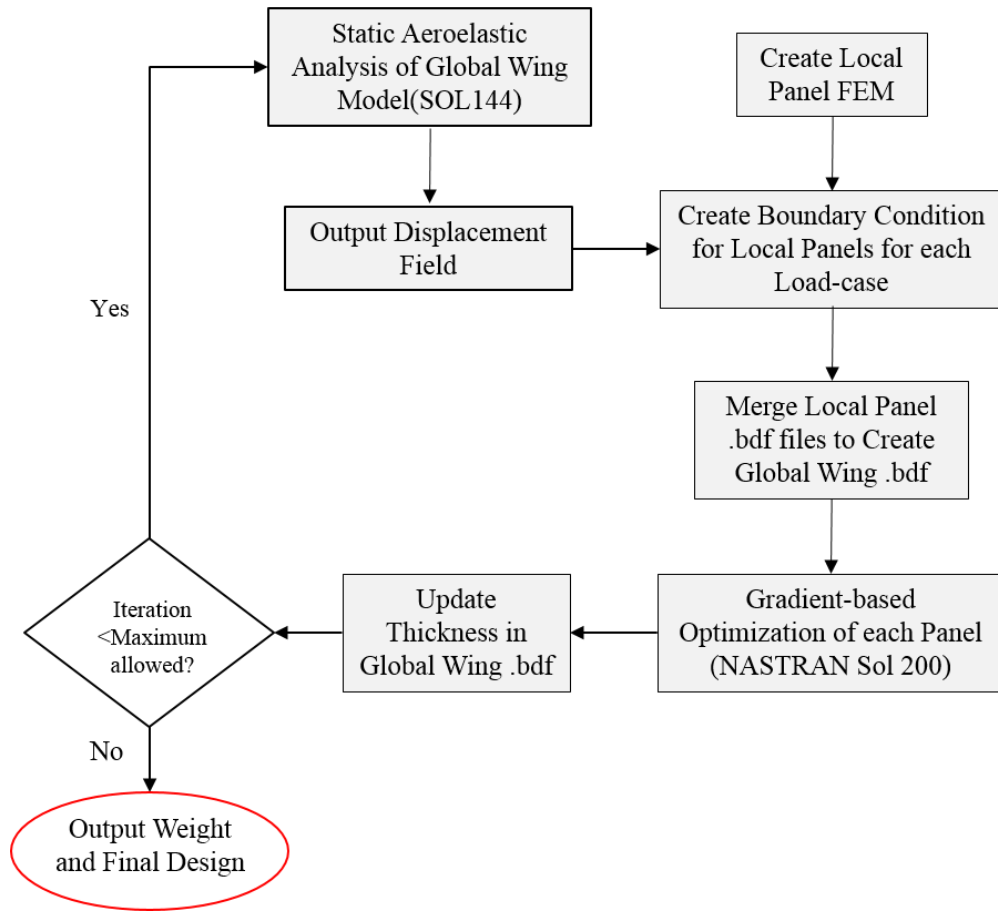 Static Aeroelastic
Analysis of Global Wing
Model(SOL144)
Create Local
Panel FEM
Output Displacement
Field
Create Boundary Condition
for Local Panels for each
Load-case
Yes
Merge Local Panel
.bdf files to Create
Global Wing .bdf
Gradient-based
Optimization of each Panel
(NASTRAN Sol 200)
Update
Thickness in
Global Wing .bdf
Iteration
<Maximum
allowed?
No
Output Weight
and Final Design